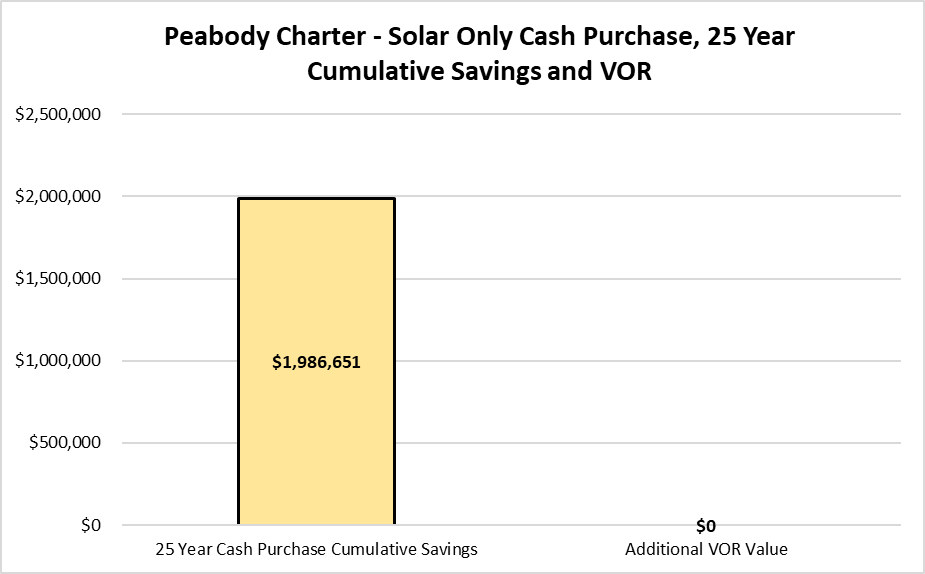 Peabody Charter - Solar Only Cash Purchase, 25 Year
Cumulative Savings and VOR
$2,500,000
$2,000,000
$1,500,000
$1,000,000
$500,000
$0
$1,986,651
$0
25 Year Cash Purchase Cumulative Savings
Additional VOR Value